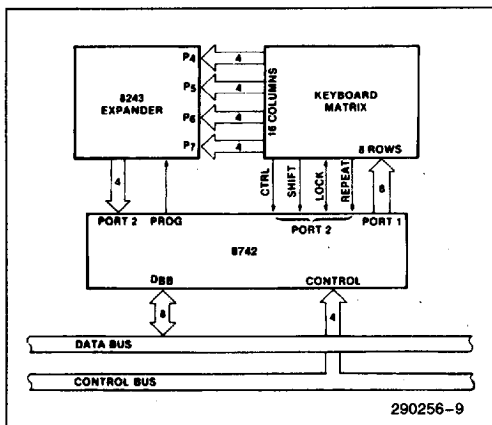 8243
EXPANDER
P4
P5
P6
P7
4
4
4
4
16 COLUMNS
KEYBOARD
MATRIX
8 ROWS
4
CTRL
SHIFT
LOCK
REPEAT
8
PORT 2
PROG
PORT 2
PORT 1
8742
DBB
CONTROL
8
4
DATA BUS
CONTROL BUS
290256-9